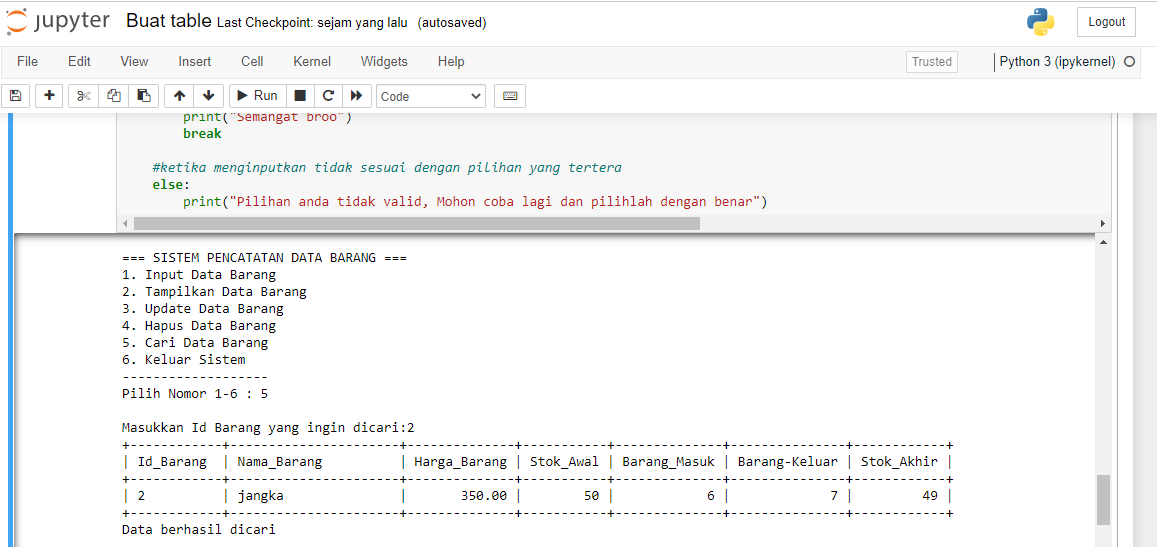 jupyter Buat table Last Checkpoint: sejam yang lalu (autosaved)
Logout
File Edit View Insert Cell Kernel Widgets Help
Trusted
Python 3 (ipykernel)
Run
Code
print("Semangat broo")
break
#ketika menginputkan tidak sesuai dengan pilihan yang tertera
else:
print("Pilihan anda tidak valid, Mohon coba lagi dan pilihlah dengan benar")
=== SISTEM PENCATATAN DATA BARANG ===
1. Input Data Barang
2. Tampilkan Data Barang
3. Update Data Barang
4. Hapus Data Barang
5. Cari Data Barang
6. Keluar Sistem
-------------------
Pilih Nomor 1-6 : 5
Masukkan Id Barang yang ingin dicari:2
+------------+----------------------+--------------+-----------+--------------+---------------+------------+
| Id_Barang | Nama_Barang | Harga_Barang | Stok_Awal | Barang_Masuk | Barang-Keluar | Stok_Akhir |
+------------+----------------------+--------------+-----------+--------------+---------------+------------+
| 2 | jangka | 350.00 | 50 | 6 | 7 | 49 |
+------------+----------------------+--------------+-----------+--------------+---------------+------------+
Data berhasil dicari